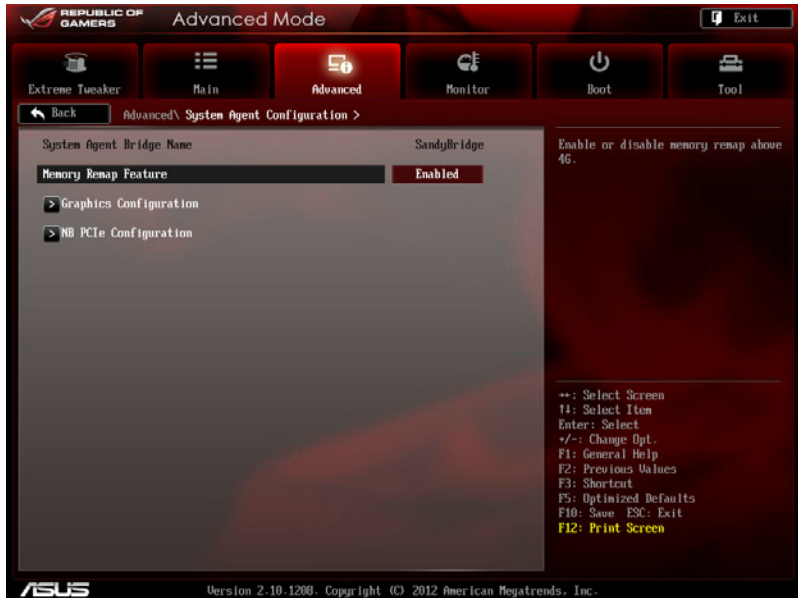 REPUBLIC OF
GAMERS
Advanced Mode
Exit
Extreme Tweaker
Main
Advanced
Monitor
Boot
Tool
Back
Advanced\ System Agent Configuration >
System Agent Bridge Name
SandyBridge
Memory Remap Feature
Enabled
> Graphics Configuration
> NB PCIe Configuration
Enable or disable memory remap above
4G.
→←: Select Screen
↑↓: Select Item
Enter: Select
+/-: Change Opt.
F1: General Help
F2: Previous Values
F3: Shortcut
F5: Optimized Defaults
F10: Save ESC: Exit
F12: Print Screen
ASUS
Version 2.10.1208. Copyright (C) 2012 American Megatrends, Inc.